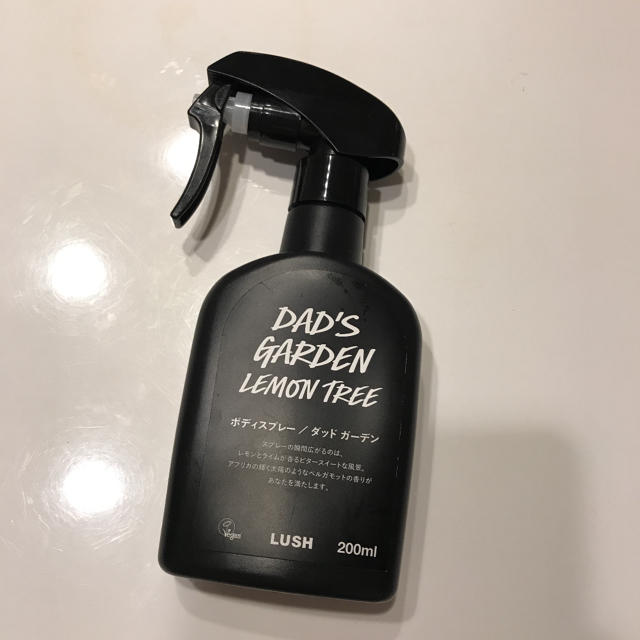 DAD'S
GARDEN
LEMON TREE
ボディスプレー／ダッド ガーデン
スプレーの瞬間広がるのは、
レモンとライムが香るビタースイートな風景。
アフリカの輝く太陽のようなベルガモットの香りが
あなたを満たします。
Vegan
LUSH
200ml